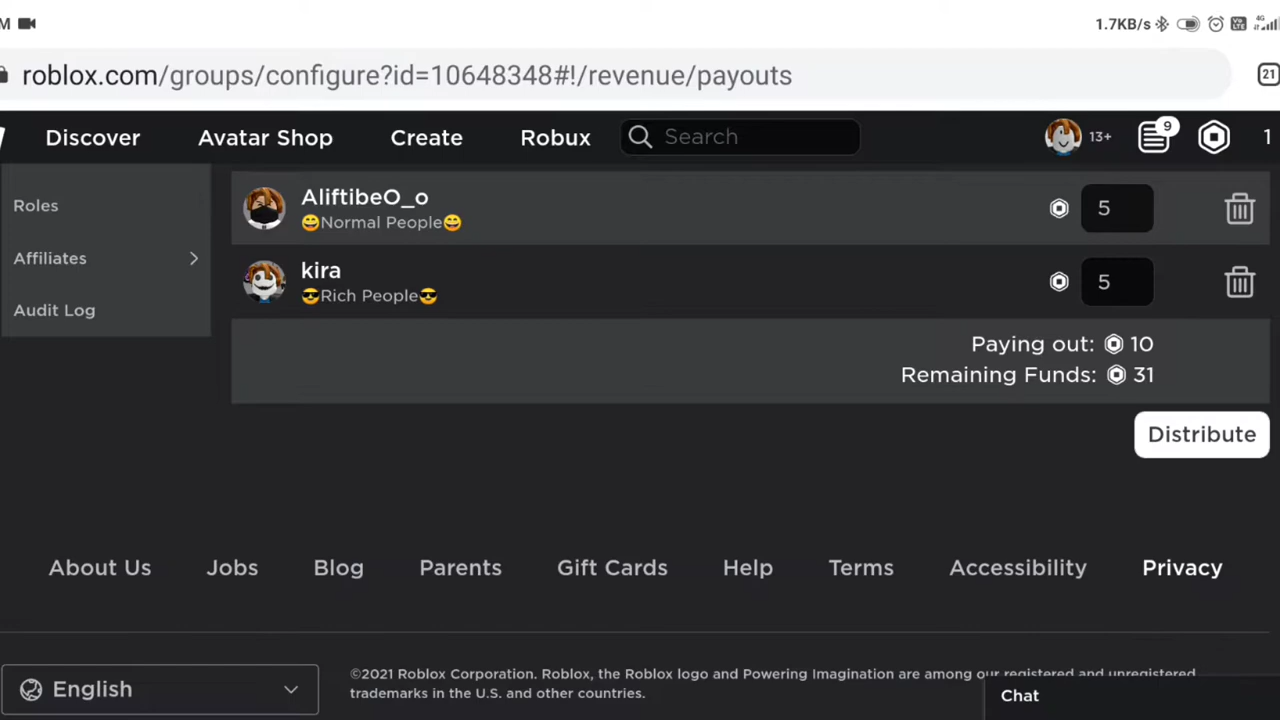 M
1.7KB/s
4G
roblox.com/groups/configure?id=10648348#!/revenue/payouts
21
Discover
Avatar Shop
Create
Robux
Search
13+
9
1
Roles
Affiliates
Audit Log
AliftibeO_o
😄Normal People😄
5
kira
😎Rich People😎
5
Paying out: 10
Remaining Funds: 31
Distribute
About Us
Jobs
Blog
Parents
Gift Cards
Help
Terms
Accessibility
Privacy
English
©2021 Roblox Corporation. Roblox, the Roblox logo and Powering Imagination are among our registered and unregistered
trademarks in the U.S. and other countries.
Chat